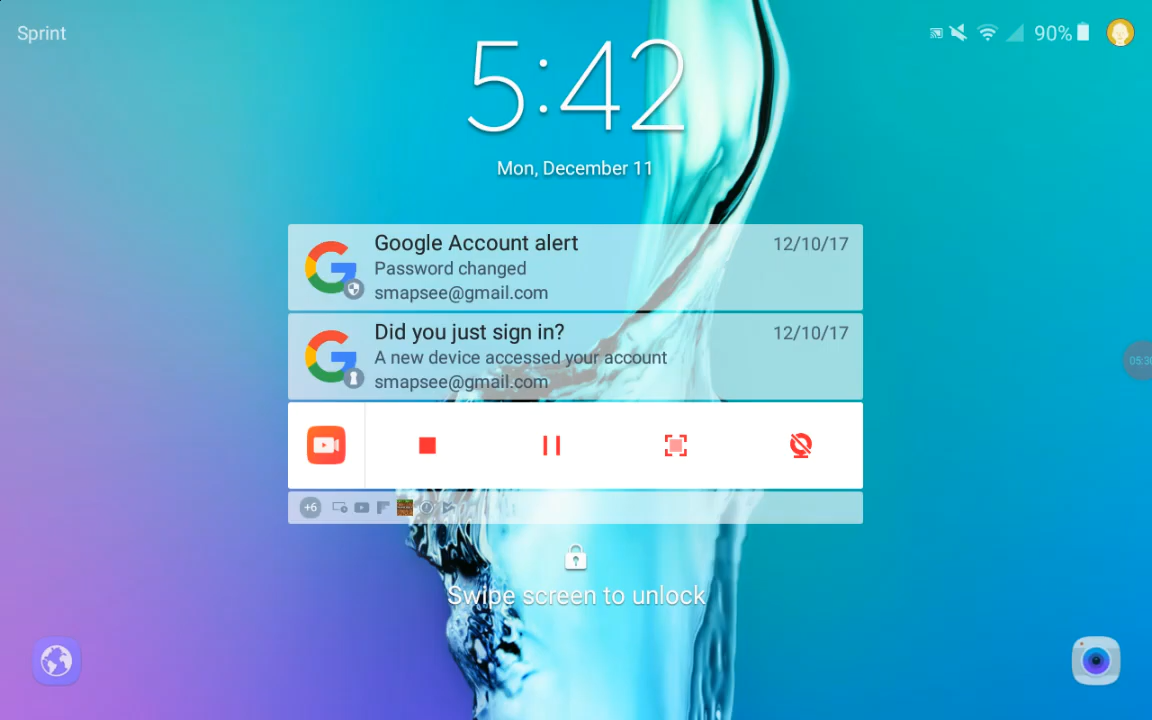 Sprint
90%
5:42
Mon, December 11
Google Account alert
12/10/17
Password changed
smapsee@gmail.com
Did you just sign in?
12/10/17
A new device accessed your account
smapsee@gmail.com
05:30
+6
Swipe screen to unlock